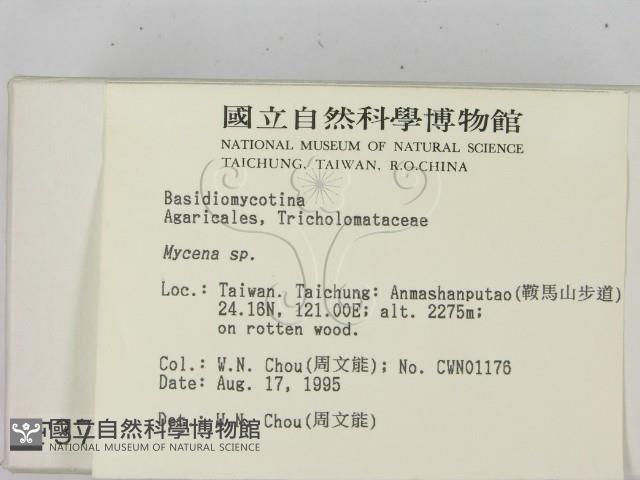 國立自然科學博物館
NATIONAL MUSEUM OF NATURAL SCIENCE
TAICHUNG, TAIWAN, R.O.CHINA
Basidiomycotina
Agaricales, Tricholomataceae
Mycena sp.
Loc.: Taiwan. Taichung: Anmashanputao(鞍馬山步道)
24.16N, 121.00E; alt. 2275m;
on rotten wood.
Col.: W.N. Chou(周文能); No. CWN01176
Date: Aug. 17, 1995
Det.: W.N. Chou(周文能)
國立自然科學博物館
NATIONAL MUSEUM OF NATURAL SCIENCE